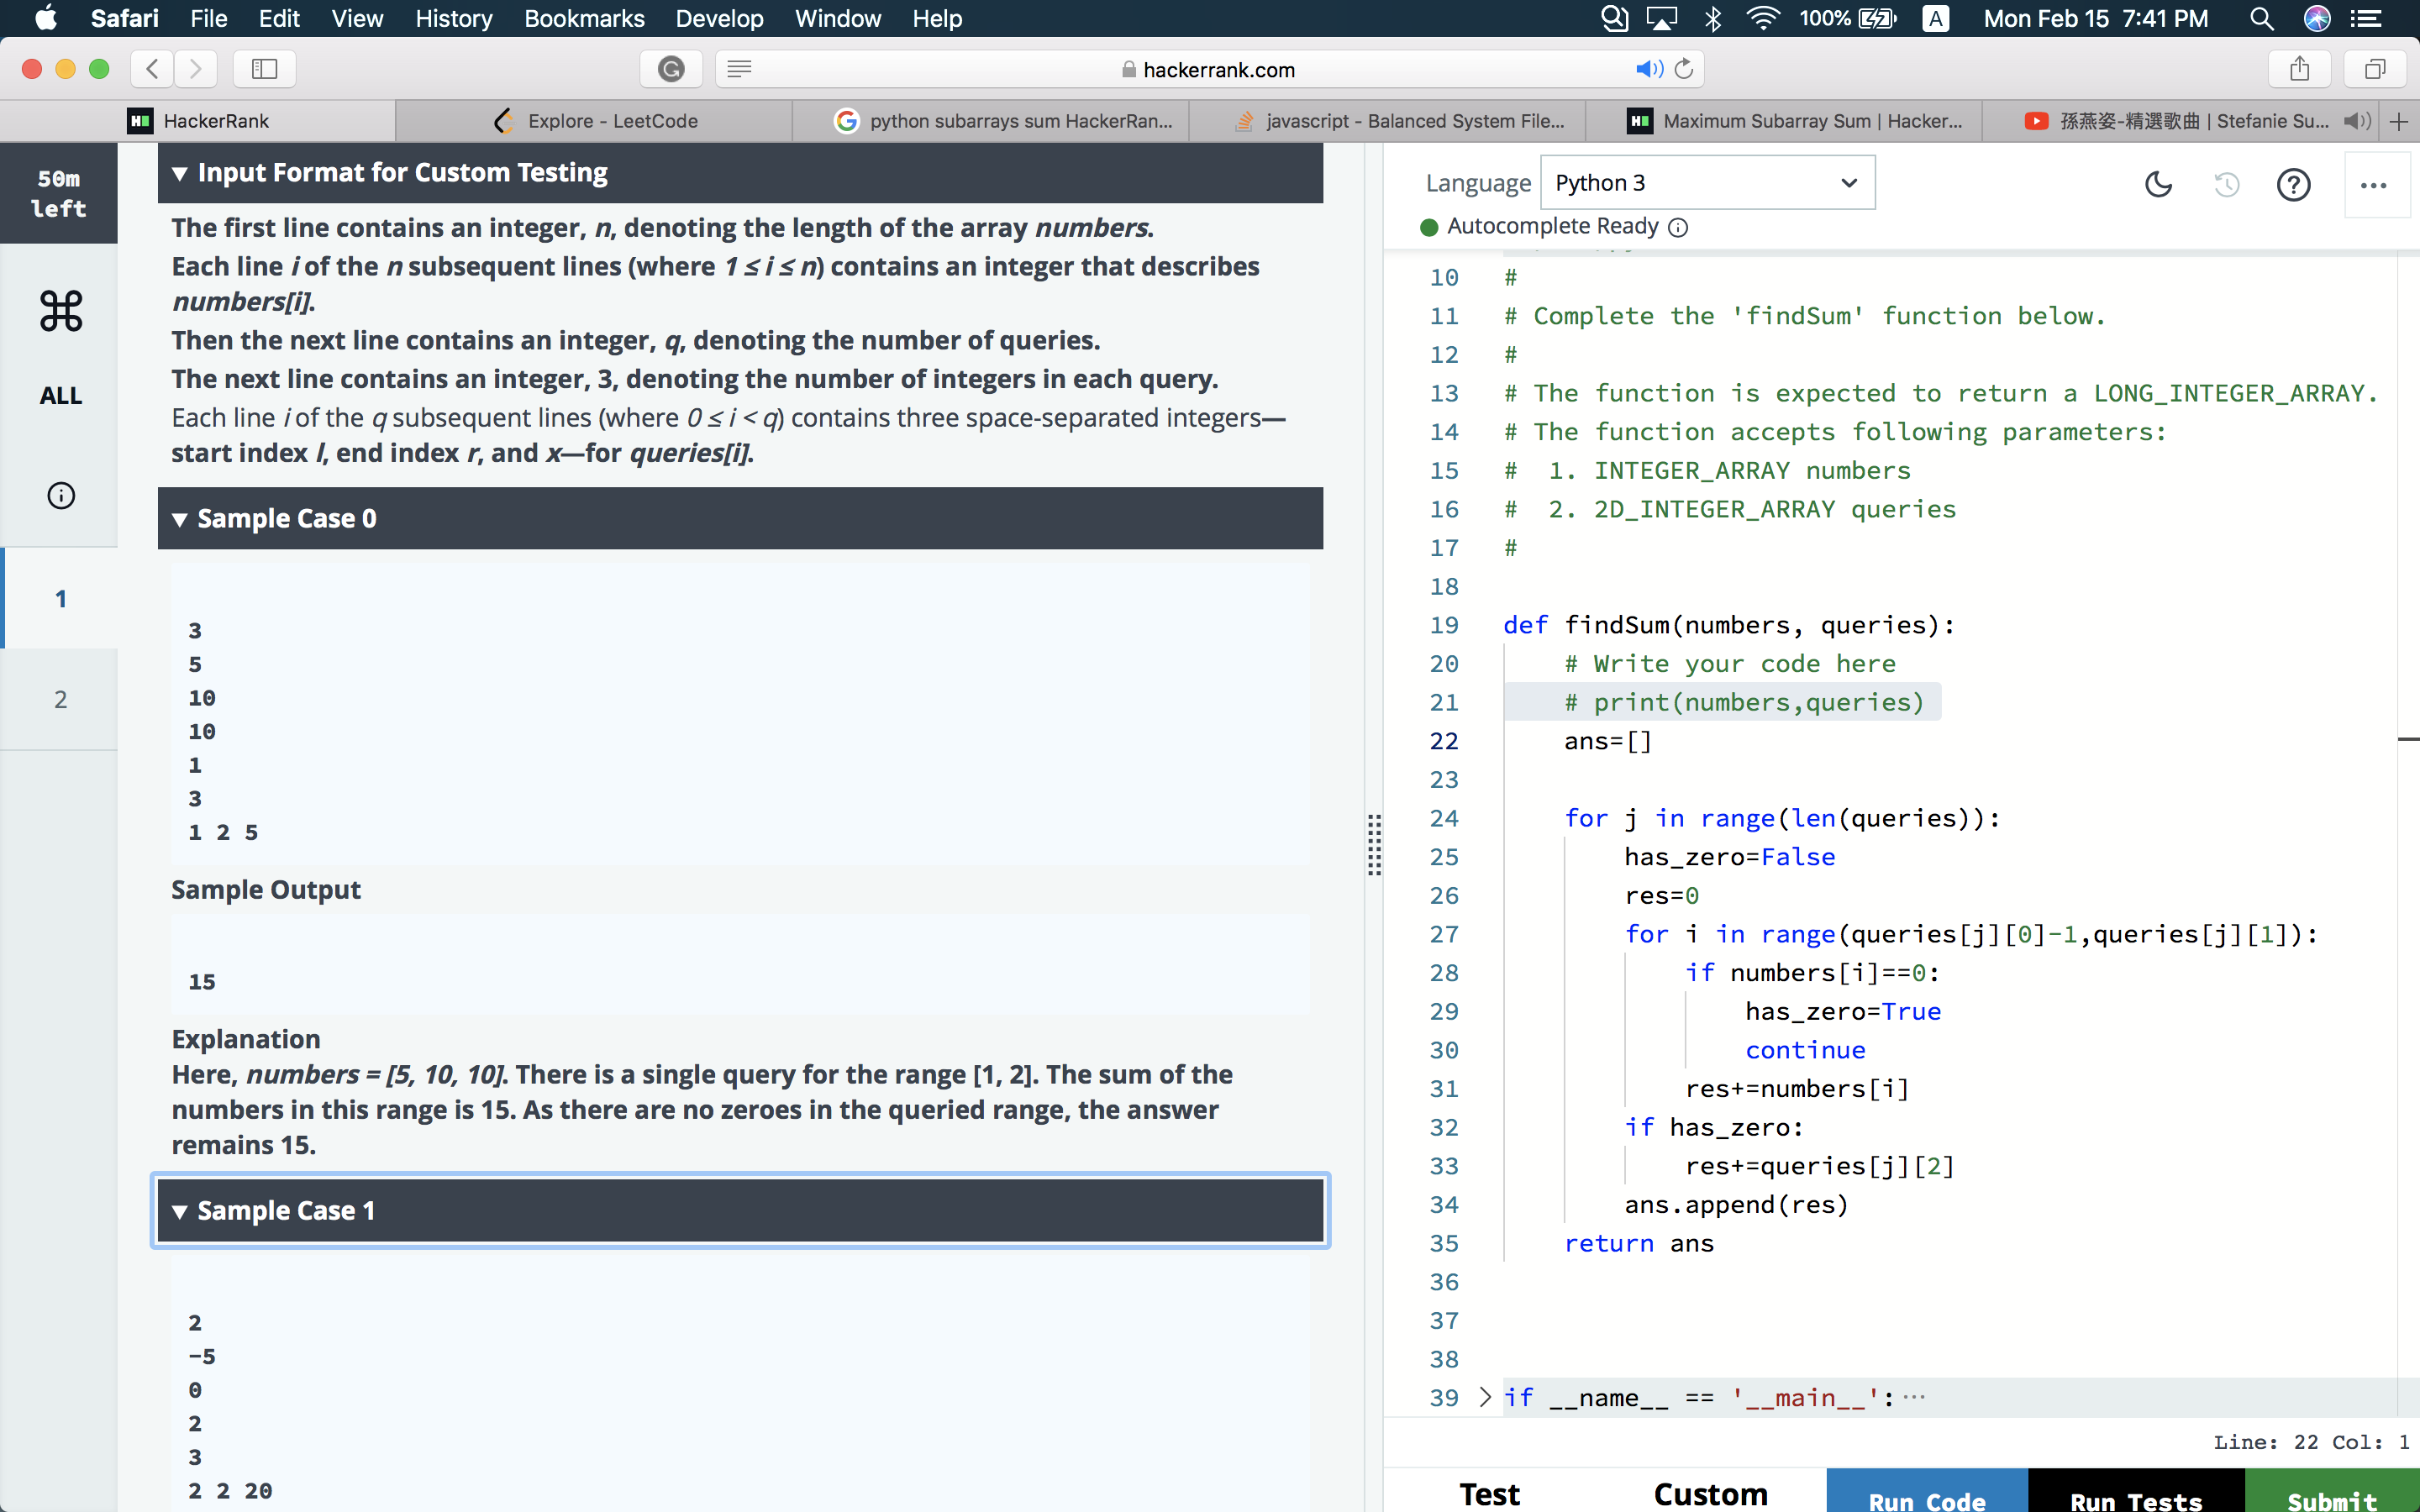 Safari File Edit View History Bookmarks Develop Window Help 100% A Mon Feb 15 7:41 PM
hackerrank.com
HackerRank
Explore - LeetCode
python subarrays sum HackerRan...
javascript - Balanced System File...
Maximum Subarray Sum | Hacker...
孫燕姿-精選歌曲 | Stefanie Su...
50m
left
ALL
1
2
▼ Input Format for Custom Testing
The first line contains an integer, n, denoting the length of the array numbers.
Each line i of the n subsequent lines (where 1 ≤ i ≤ n) contains an integer that describes
numbers[i].
Then the next line contains an integer, q, denoting the number of queries.
The next line contains an integer, 3, denoting the number of integers in each query.
Each line i of the q subsequent lines (where 0 ≤ i < q) contains three space-separated integers—
start index l, end index r, and x—for queries[i].
▼ Sample Case 0
3
5
10
10
1
3
1 2 5
Sample Output
15
Explanation
Here, numbers = [5, 10, 10]. There is a single query for the range [1, 2]. The sum of the
numbers in this range is 15. As there are no zeroes in the queried range, the answer
remains 15.
▼ Sample Case 1
2
-5
0
2
3
2 2 20
Language Python 3
Autocomplete Ready
10 #
11 # Complete the 'findSum' function below.
12 #
13 # The function is expected to return a LONG_INTEGER_ARRAY.
14 # The function accepts following parameters:
15 #  1. INTEGER_ARRAY numbers
16 #  2. 2D_INTEGER_ARRAY queries
17 #
18
19 def findSum(numbers, queries):
20     # Write your code here
21     # print(numbers,queries)
22     ans=[]
23
24     for j in range(len(queries)):
25         has_zero=False
26         res=0
27         for i in range(queries[j][0]-1,queries[j][1]):
28             if numbers[i]==0:
29                 has_zero=True
30                 continue
31             res+=numbers[i]
32         if has_zero:
33             res+=queries[j][2]
34         ans.append(res)
35     return ans
36
37
38
39 if __name__ == '__main__':···
Line: 22 Col: 1
Test
Custom
Run Code
Run Tests
Submit